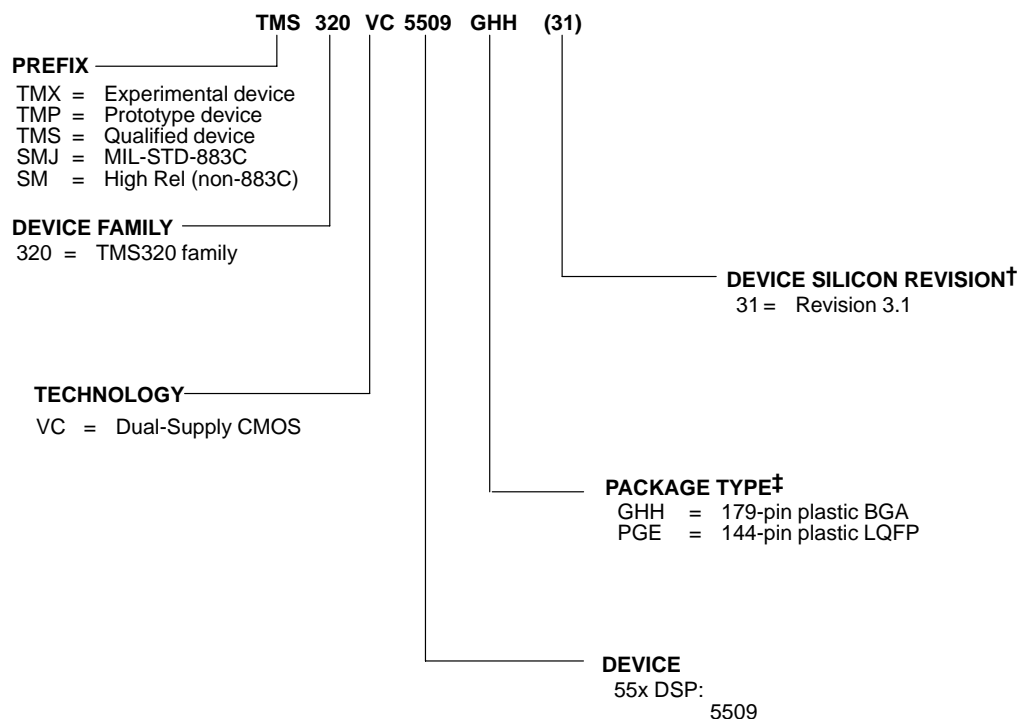 TMS 320 VC 5509 GHH (31)
PREFIX
TMX = Experimental device
TMP = Prototype device
TMS = Qualified device
SMJ = MIL-STD-883C
SM = High Rel (non-883C)
DEVICE FAMILY
320 = TMS320 family
DEVICE SILICON REVISION†
31 = Revision 3.1
TECHNOLOGY
VC = Dual-Supply CMOS
PACKAGE TYPE‡
GHH = 179-pin plastic BGA
PGE = 144-pin plastic LQFP
DEVICE
55x DSP:
5509